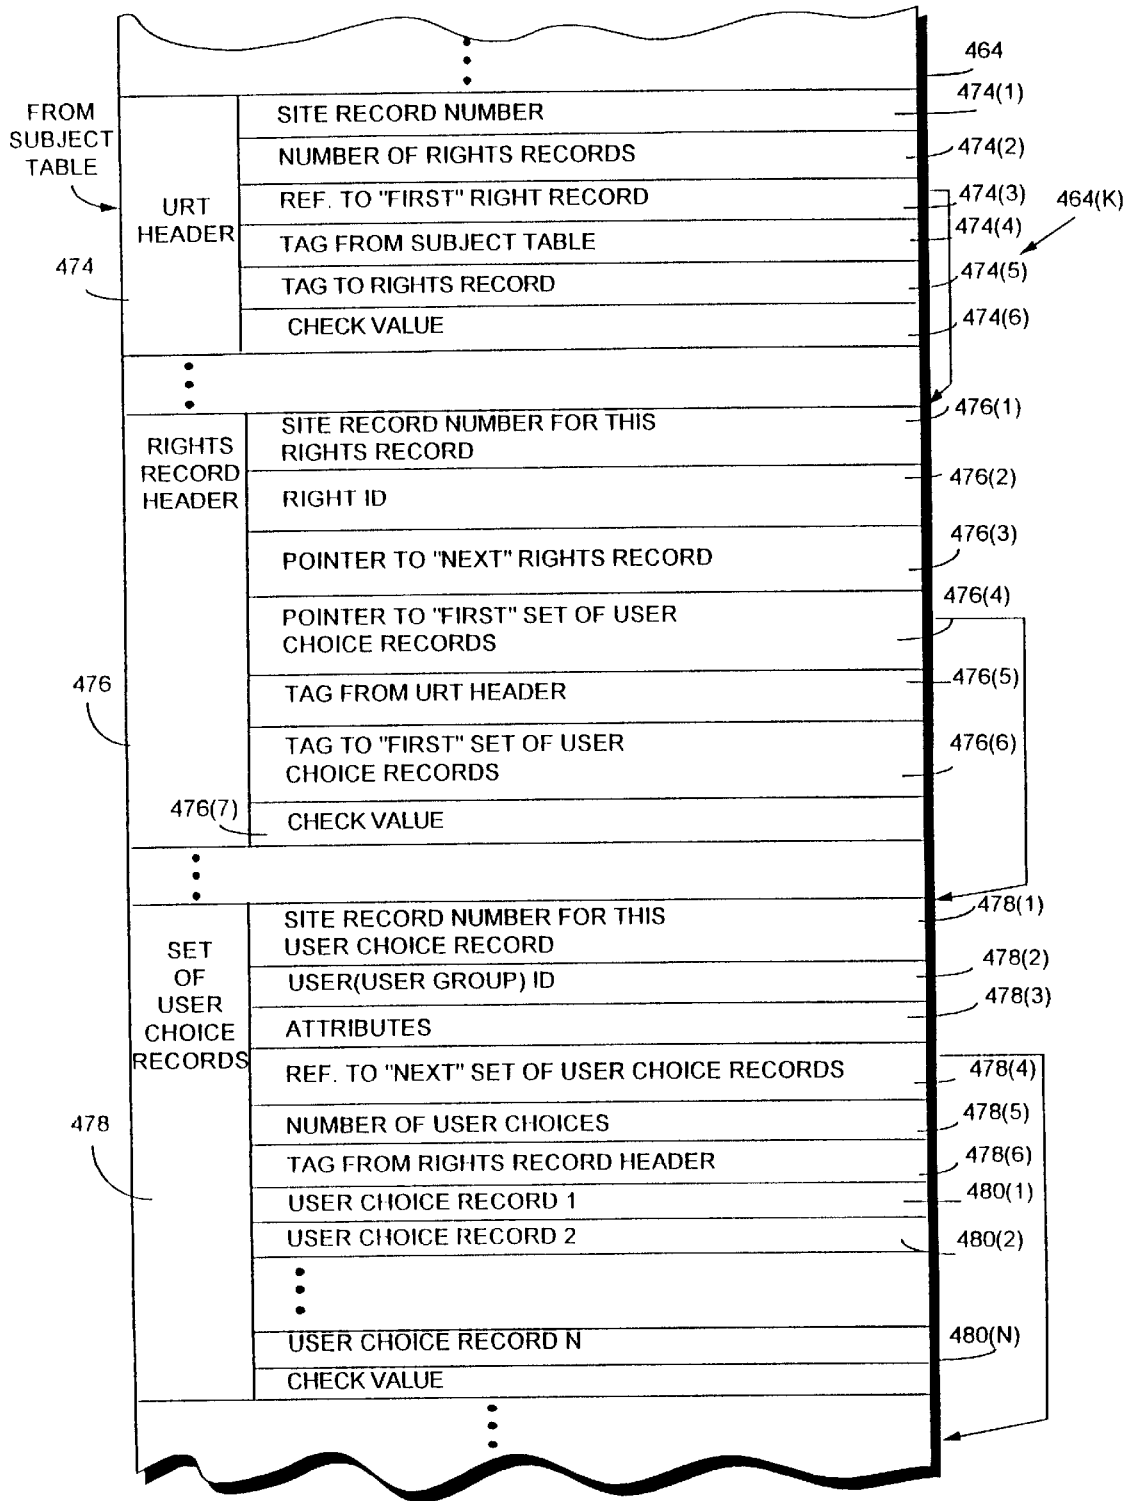 464
FROM
SUBJECT
TABLE
URT
HEADER
474
SITE RECORD NUMBER
474(1)
NUMBER OF RIGHTS RECORDS
474(2)
REF. TO "FIRST" RIGHT RECORD
474(3)
464(K)
TAG FROM SUBJECT TABLE
474(4)
TAG TO RIGHTS RECORD
474(5)
CHECK VALUE
474(6)
RIGHTS
RECORD
HEADER
476
SITE RECORD NUMBER FOR THIS
RIGHTS RECORD
476(1)
RIGHT ID
476(2)
POINTER TO "NEXT" RIGHTS RECORD
476(3)
POINTER TO "FIRST" SET OF USER
CHOICE RECORDS
476(4)
TAG FROM URT HEADER
476(5)
TAG TO "FIRST" SET OF USER
CHOICE RECORDS
476(6)
476(7)
CHECK VALUE
SET
OF
USER
CHOICE
RECORDS
478
SITE RECORD NUMBER FOR THIS
USER CHOICE RECORD
478(1)
USER(USER GROUP) ID
478(2)
ATTRIBUTES
478(3)
REF. TO "NEXT" SET OF USER CHOICE RECORDS
478(4)
NUMBER OF USER CHOICES
478(5)
TAG FROM RIGHTS RECORD HEADER
478(6)
USER CHOICE RECORD 1
480(1)
USER CHOICE RECORD 2
480(2)
USER CHOICE RECORD N
480(N)
CHECK VALUE